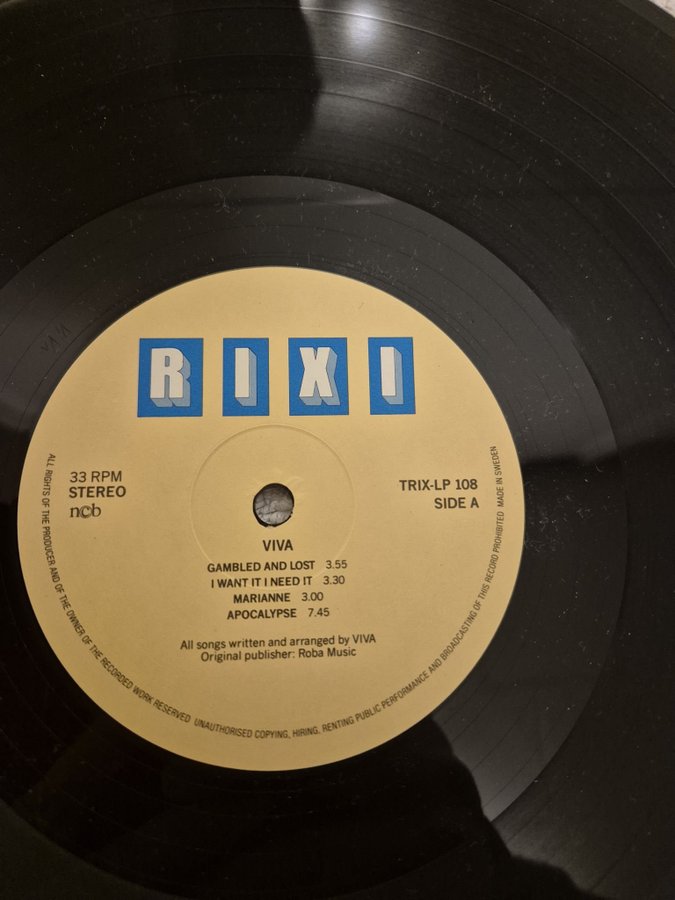 RIXI
33 RPM
STEREO
ncb
TRIX-LP 108
SIDE A
VIVA
GAMBLED AND LOST 3.55
I WANT IT I NEED IT 3.30
MARIANNE 3.00
APOCALYPSE 7.45
All songs written and arranged by VIVA
Original publisher: Roba Music
ALL RIGHTS OF THE PRODUCER AND OF THE OWNER OF THE RECORDED WORK RESERVED UNAUTHORISED COPYING, HIRING, RENTING PUBLIC PERFORMANCE AND BROADCASTING OF THIS RECORD PROHIBITED MADE IN SWEDEN